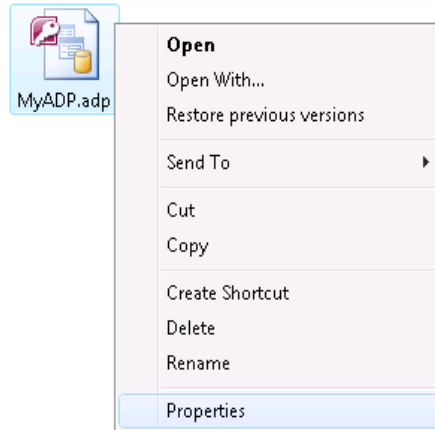 MyADP.adp
Open
Open With...
Restore previous versions
Send To
Cut
Copy
Create Shortcut
Delete
Rename
Properties